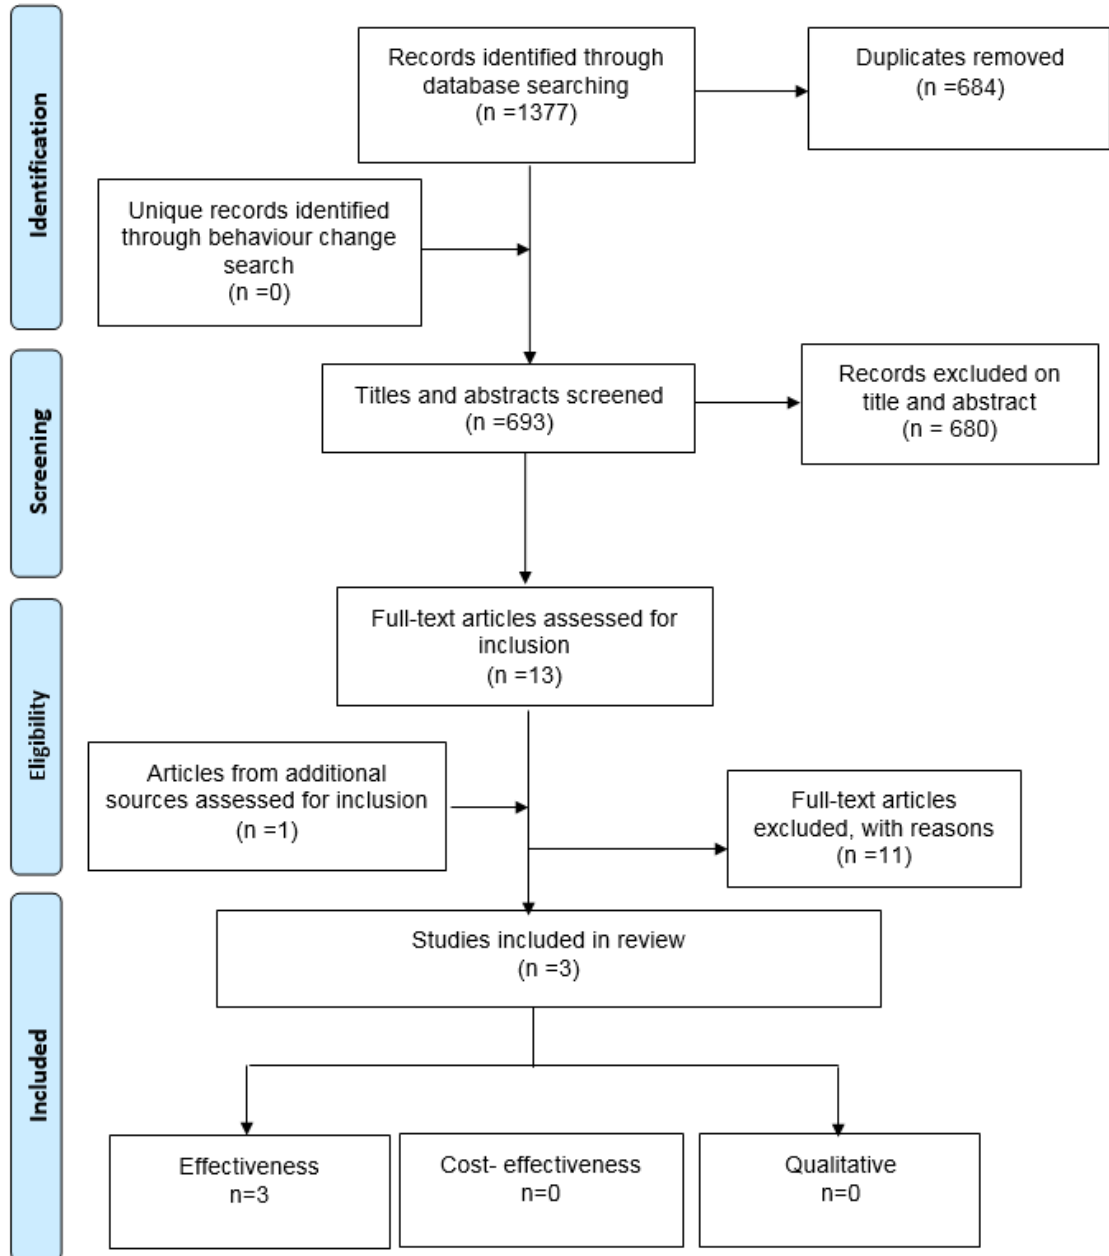 Identification
Records identified through
database searching
(n =1377)
Duplicates removed
(n =684)
Unique records identified
through behaviour change
search
(n =0)
Screening
Titles and abstracts screened
(n =693)
Records excluded on
title and abstract
(n = 680)
Eligibility
Full-text articles assessed for
inclusion
(n =13)
Articles from additional
sources assessed for inclusion
(n =1)
Full-text articles
excluded, with reasons
(n =11)
Included
Studies included in review
(n =3)
Effectiveness
n=3
Cost- effectiveness
n=0
Qualitative
n=0